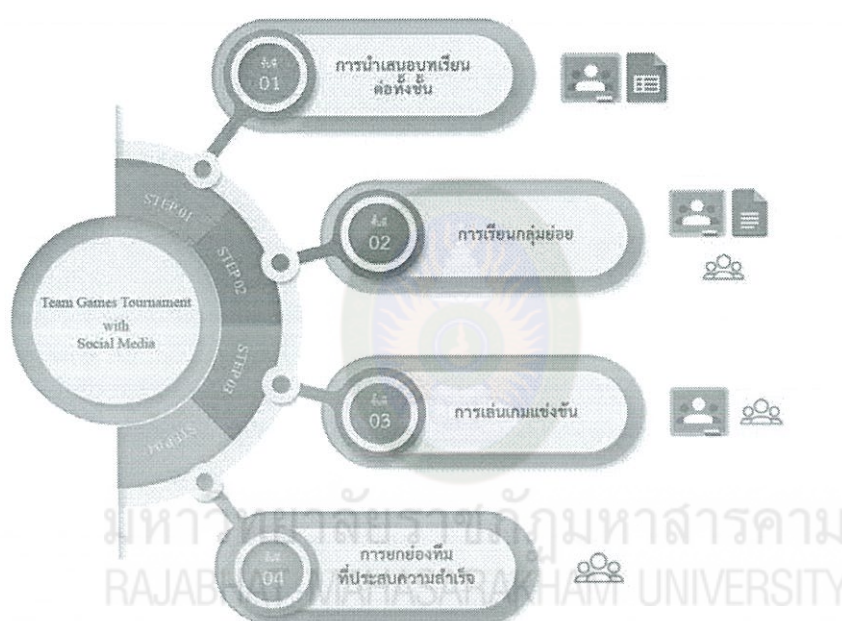 ขั้นที่
01
การนำเสนอบทเรียน
ต่อทั้งชั้น
STEP 01
ขั้นที่
02
การเรียนกลุ่มย่อย
STEP 02
Team Games Tournament
with
Social Media
STEP 03
ขั้นที่
03
การเล่นเกมแข่งขัน
STEP 04
ขั้นที่
04
การยกย่องทีม
ที่ประสบความสำเร็จ
มหาวิทยาลัยราชภัฏมหาสารคาม
RAJABHAT MAHASARAKHAM UNIVERSITY